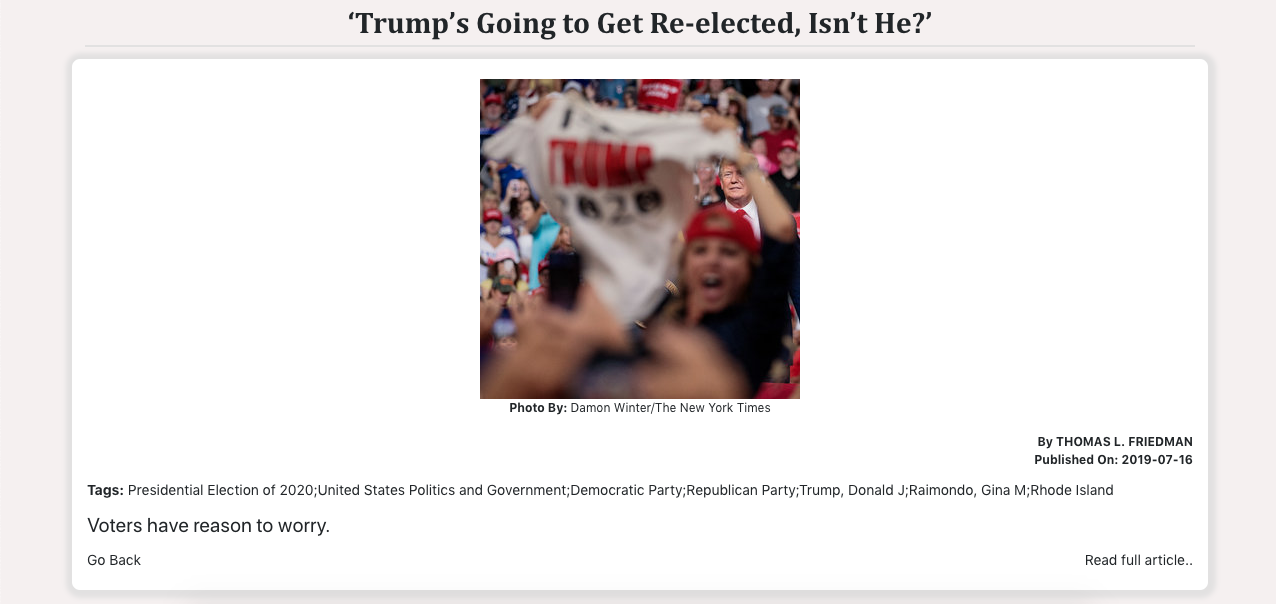 ‘Trump’s Going to Get Re-elected, Isn’t He?’
TRUMP
2020
Photo By: Damon Winter/The New York Times
By THOMAS L. FRIEDMAN
Published On: 2019-07-16
Tags: Presidential Election of 2020;United States Politics and Government;Democratic Party;Republican Party;Trump, Donald J;Raimondo, Gina M;Rhode Island
Voters have reason to worry.
Go Back
Read full article..